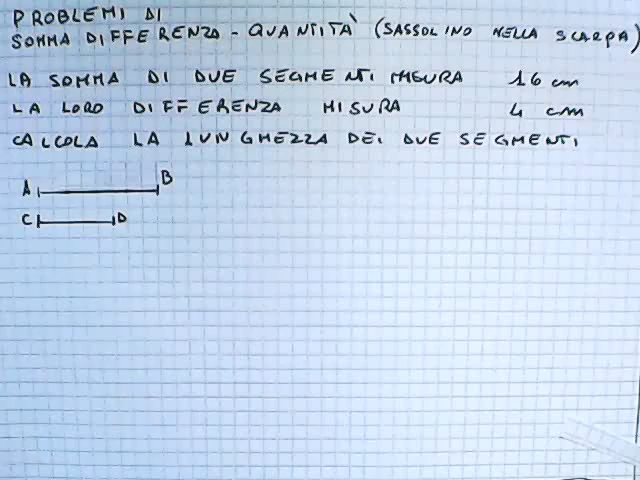 PROBLEMI DI
SOMMA DIFFERENZA - QUANTITÀ (SASSOLINO NELLA SCARPA)
LA SOMMA DI DUE SEGMENTI MISURA 16 cm
LA LORO DIFFERENZA MISURA 4 cm
CALCOLA LA LUNGHEZZA DEI DUE SEGMENTI
A B
C D